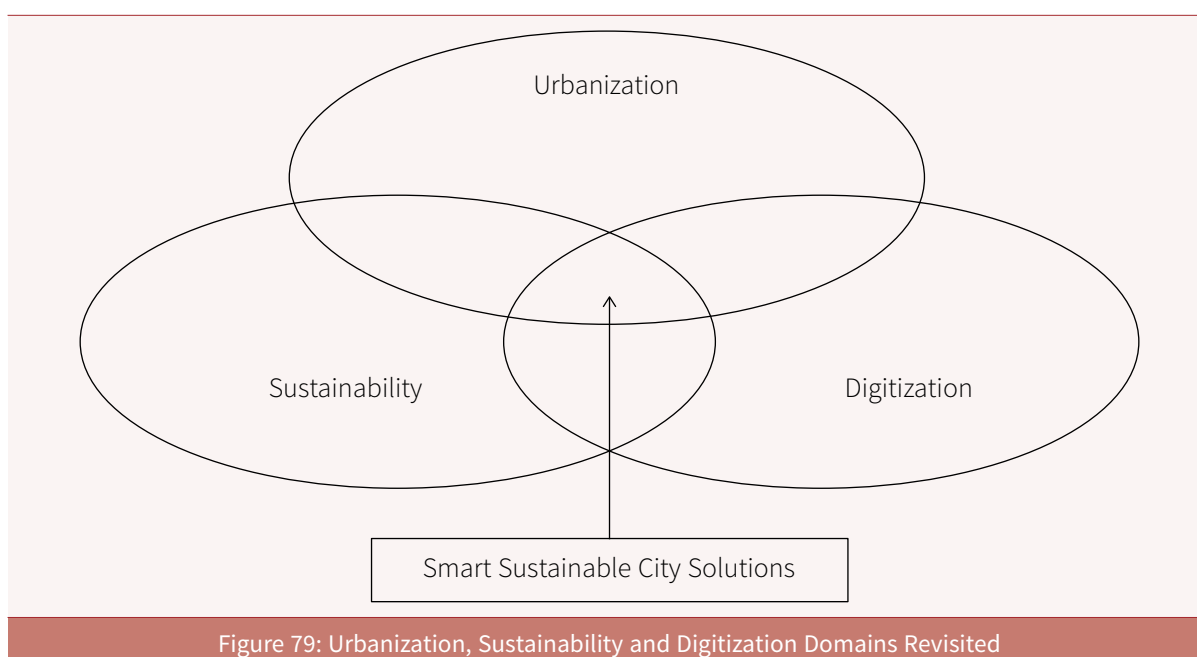 Urbanization
Sustainability
Digitization
Smart Sustainable City Solutions
Figure 79: Urbanization, Sustainability and Digitization Domains Revisited